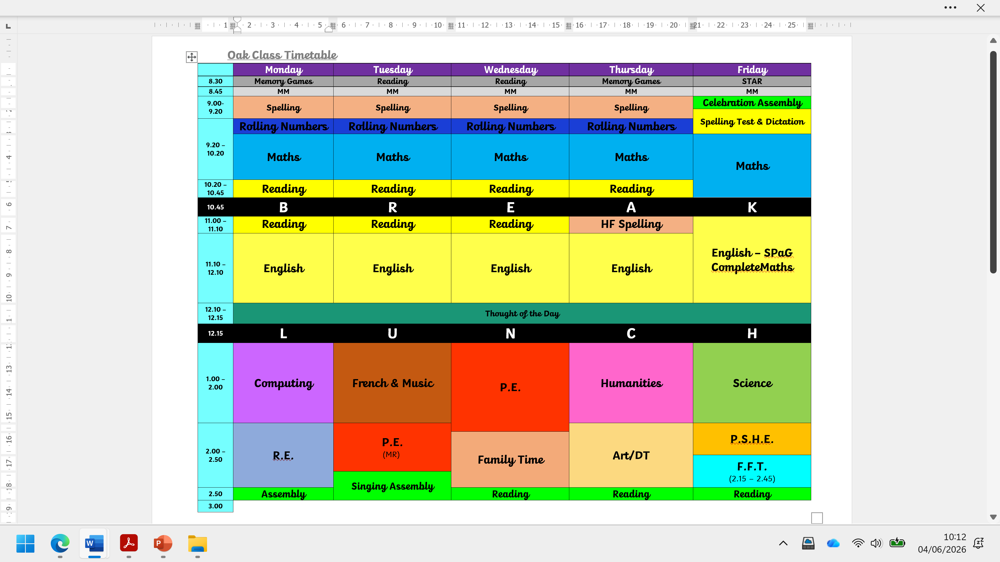 Oak Class Timetable
Monday Tuesday Wednesday Thursday Friday
8.30 Memory Games Reading Reading Memory Games STAR
8.45 MM MM MM MM MM
9.00-
9.20
Spelling Spelling Spelling Spelling
Celebration Assembly
Spelling Test & Dictation
Rolling Numbers Rolling Numbers Rolling Numbers Rolling Numbers
9.20 –
10.20
Maths Maths Maths Maths Maths
10.20 –
10.45
Reading Reading Reading Reading
10.45 B R E A K
11.00 –
11.10
Reading Reading Reading HF Spelling
11.10 –
12.10
English English English English
English – SPaG
CompleteMaths
12.10 –
12.15
Thought of the Day
12.15 L U N C H
1.00 –
2.00
Computing French & Music P.E. Humanities Science
2.00 –
2.50
R.E.
P.E.
(MR)
Family Time
Art/DT
P.S.H.E.
F.F.T.
(2.15 – 2.45)
Singing Assembly
2.50 Assembly Reading Reading Reading
3.00
10:12
04/06/2026